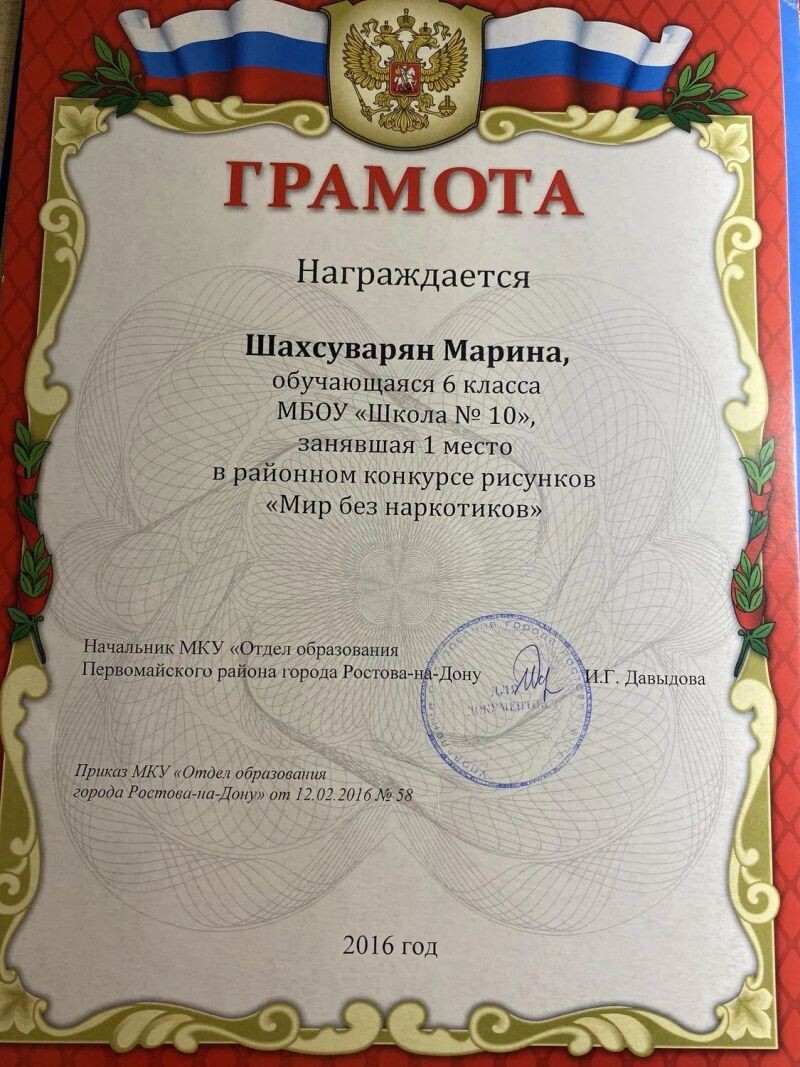 ГРАМОТА
Награждается
Шахсуварян Марина,
обучающаяся 6 класса
МБОУ «Школа № 10»,
занявшая 1 место
в районном конкурсе рисунков
«Мир без наркотиков»
Начальник МКУ «Отдел образования
Первомайского района города Ростова-на-Дону И.Г. Давыдова
ДЛЯ
ДОКУМЕНТОВ
Приказ МКУ «Отдел образования
города Ростова-на-Дону» от 12.02.2016 № 58
2016 год